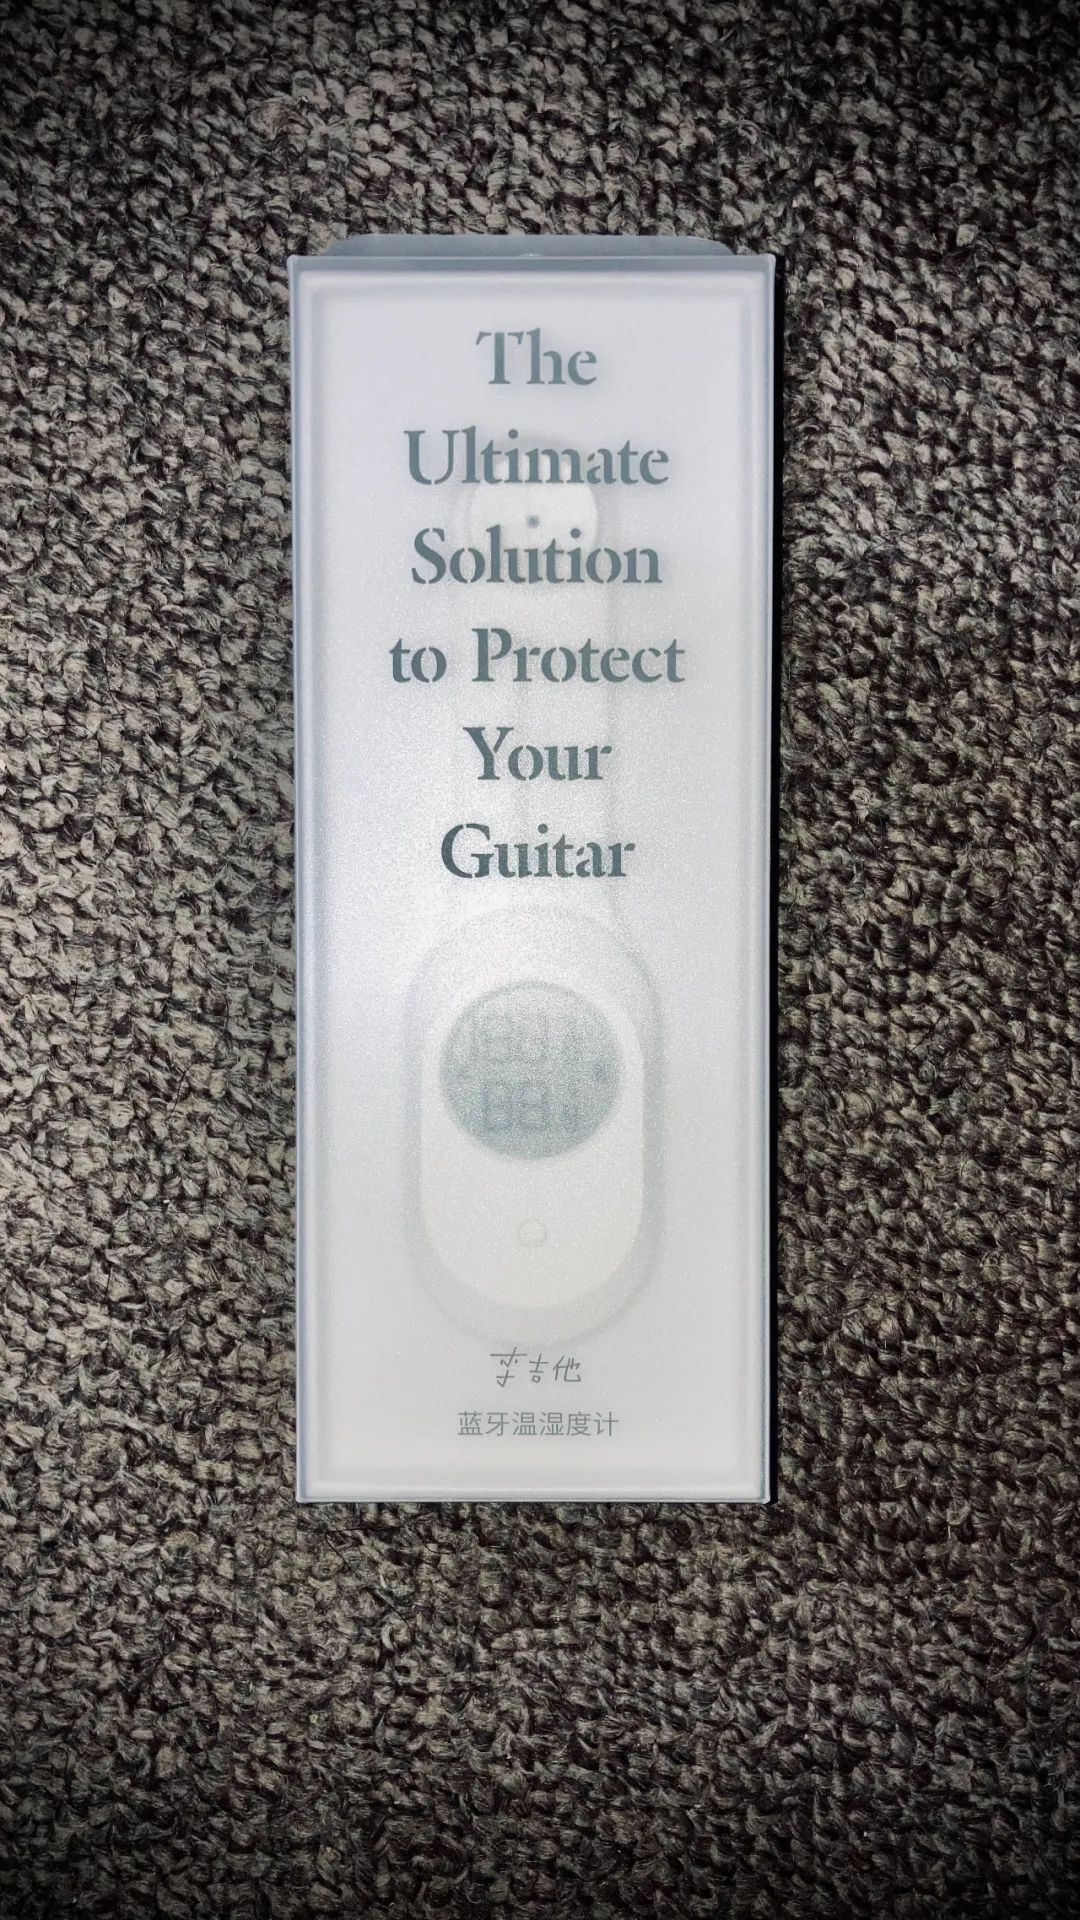 The
Ultimate
Solution
to Protect
Your
Guitar
李吉他
蓝牙温湿度计